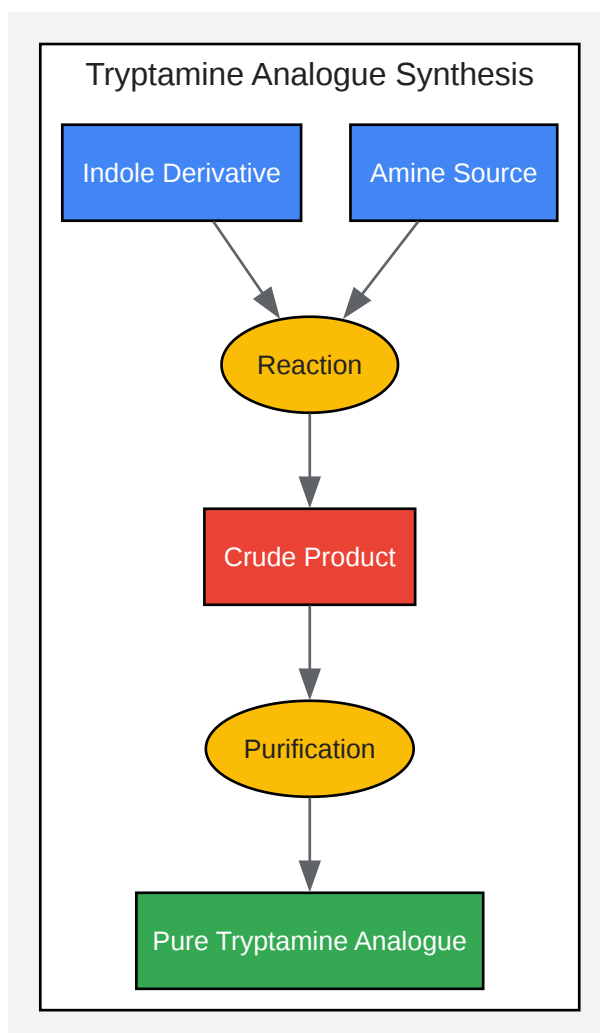 Tryptamine Analogue Synthesis
Indole Derivative
Amine Source
Reaction
Crude Product
Purification
Pure Tryptamine Analogue